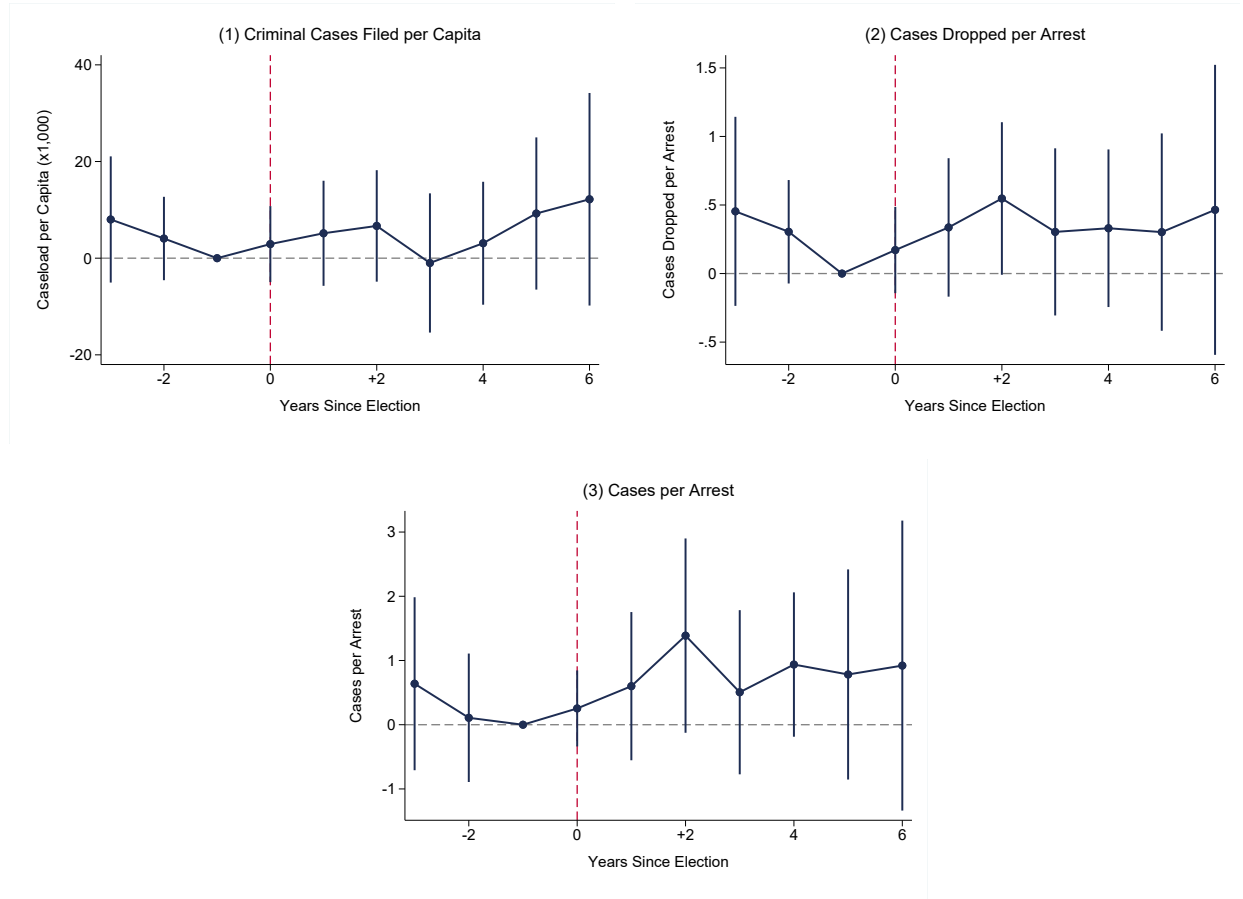 (1) Criminal Cases Filed per Capita
Caseload per Capita (x1,000)
40
20
0
-20
-2 0 +2 4 6
Years Since Election
(2) Cases Dropped per Arrest
Cases Dropped per Arrest
1.5
1
.5
0
-.5
-2 0 +2 4 6
Years Since Election
(3) Cases per Arrest
Cases per Arrest
3
2
1
0
-1
-2 0 +2 4 6
Years Since Election